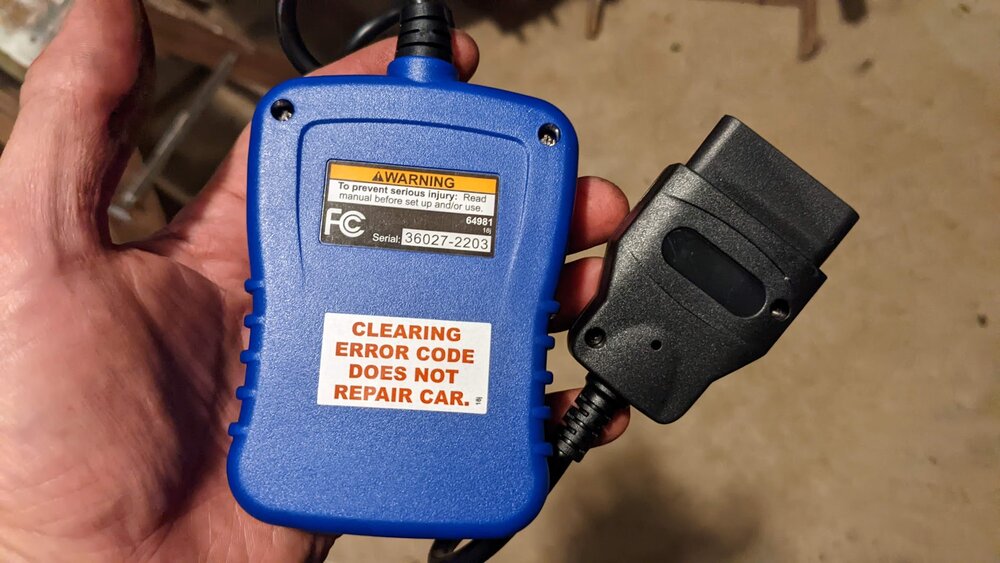 WARNING
To prevent serious injury: Read
manual before set up and/or use.
64981
18j
FC
Serial: 36027-2203
CLEARING
ERROR CODE
DOES NOT
REPAIR CAR.